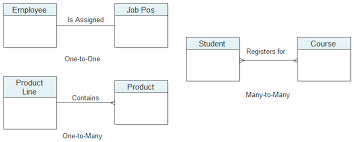 Employee
Is Assigned
Job Pos
One-to-One
Product
Line
Contains
Product
One-to-Many
Student
Registers for
Course
Many-to-Many